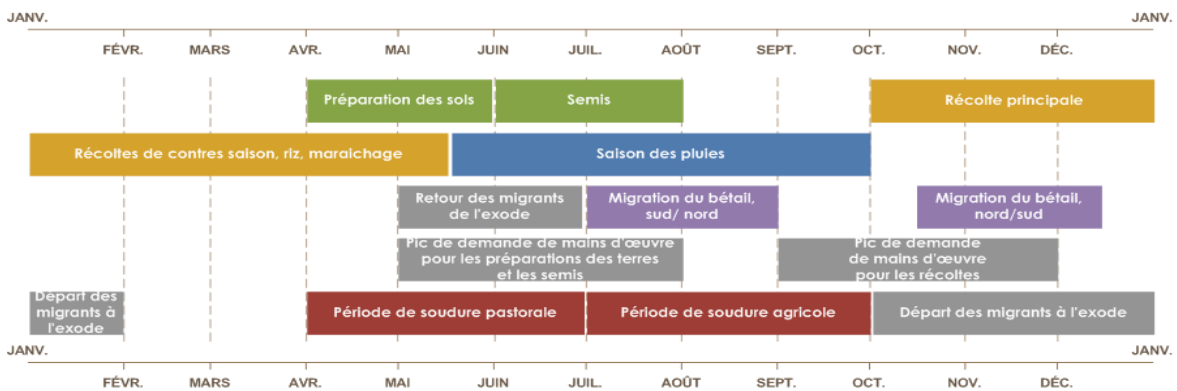 JANV. JANV.
FÉVR. MARS AVR. MAI JUIN JUIL. AOÛT SEPT. OCT. NOV. DÉC.
Préparation des sols
Semis
Récolte principale
Récoltes de contres saison, riz, maraichage
Saison des pluies
Retour des migrants
de l'exode
Migration du bétail,
sud/ nord
Migration du bétail,
nord/sud
Pic de demande de mains d'œuvre
pour les préparations des terres
et les semis
Pic de demande
de mains d'œuvre
pour les récoltes
Départ des
migrants à
l'exode
Période de soudure pastorale
Période de soudure agricole
Départ des migrants à l'exode
JANV. JANV.
FÉVR. MARS AVR. MAI JUIN JUIL. AOÛT SEPT. OCT. NOV. DÉC.